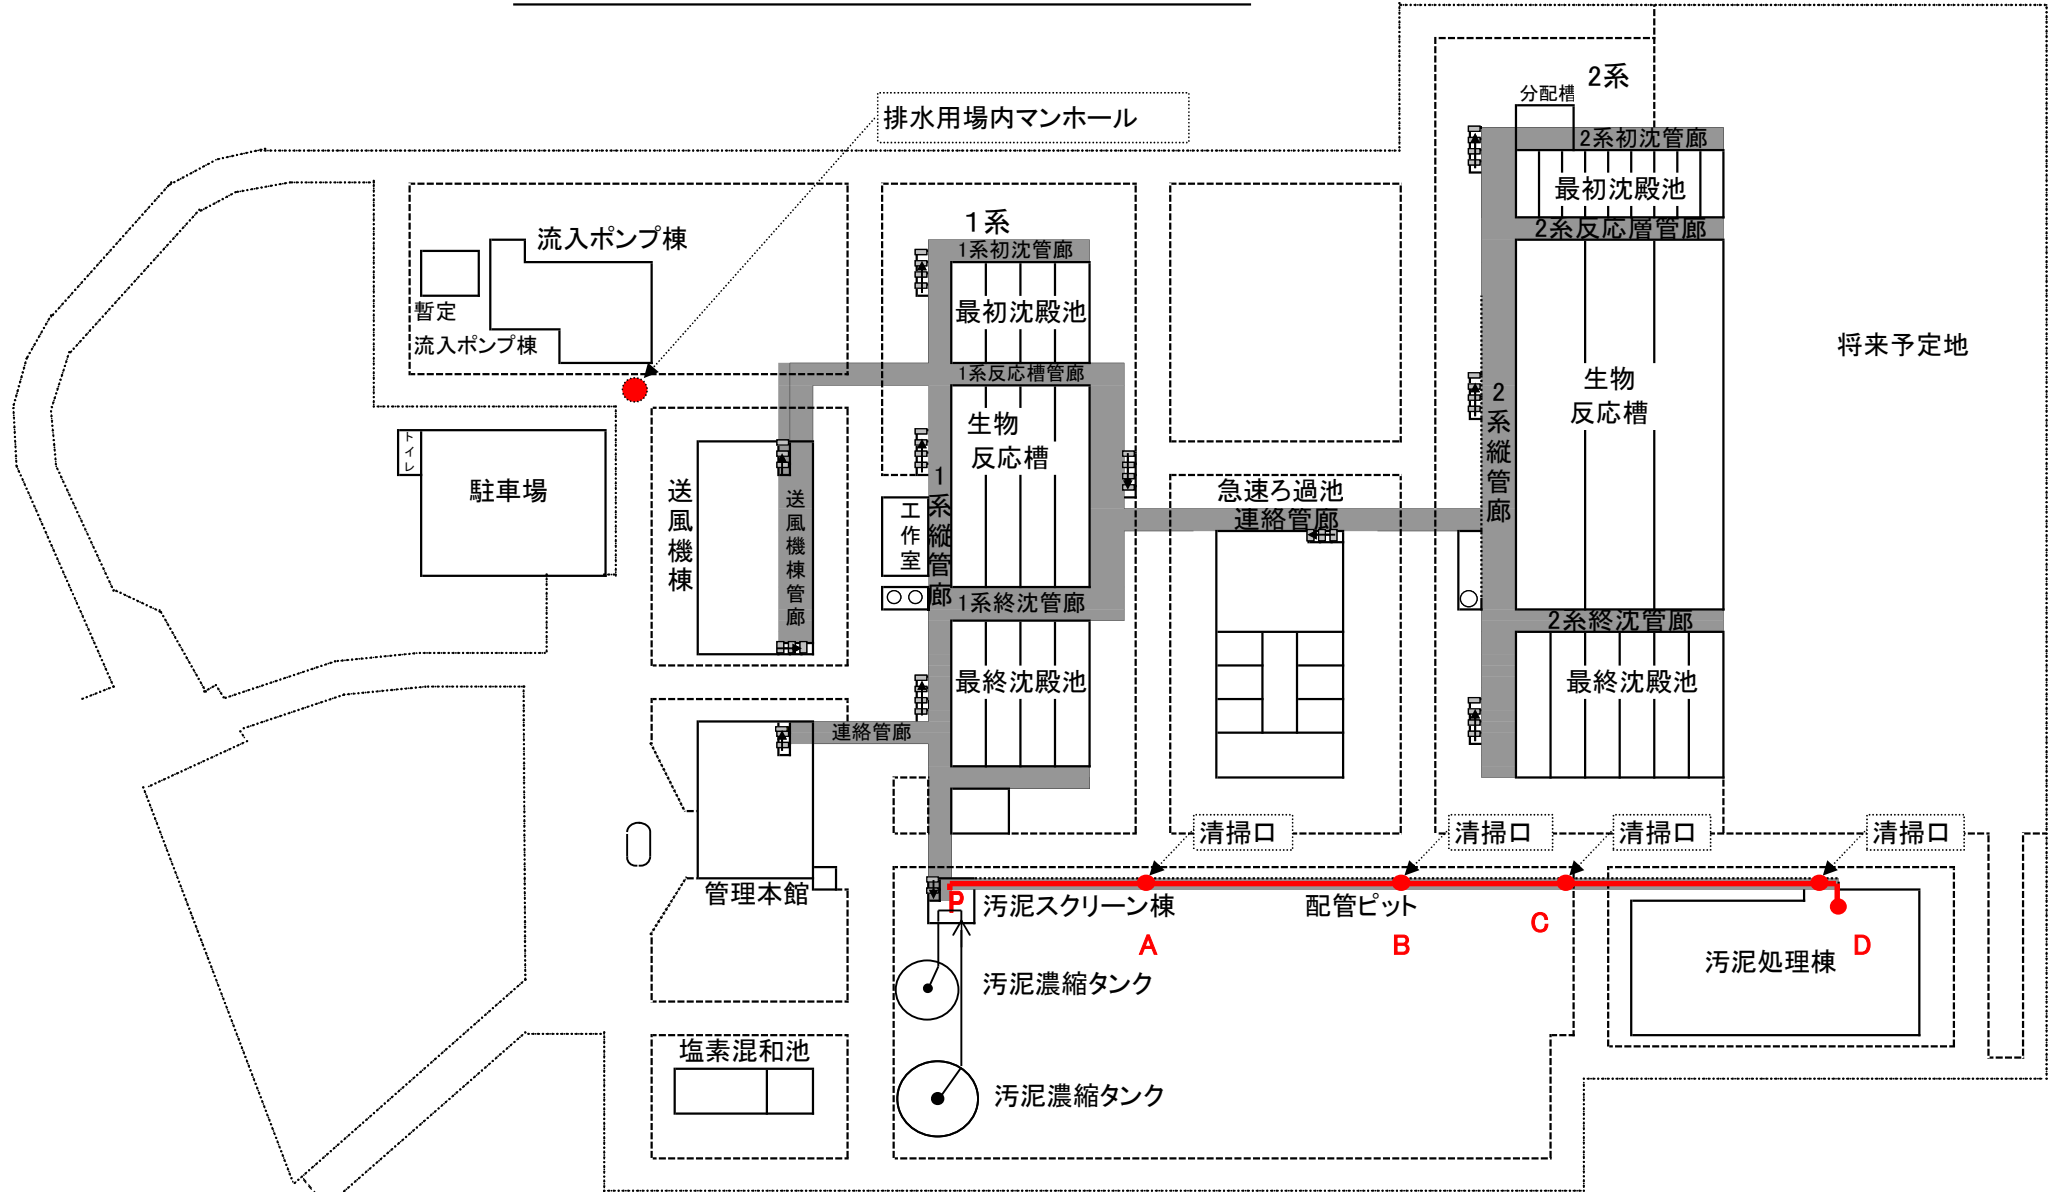 2系
分配槽
排水用場内マンホール
2系初沈管廊
最初沈殿池
1系
2系反応層管廊
流入ポンプ棟
1系初沈管廊
暫定
流入ポンプ棟
最初沈殿池
将来予定地
1系反応槽管廊
生物
反応槽
2系縦管廊
生物
反応槽
トイレ
駐車場
送風機棟
送風機棟管廊
工作室
1系縦管廊
急速ろ過池
連絡管廊
1系終沈管廊
2系終沈管廊
最終沈殿池
最終沈殿池
連絡管廊
清掃口
清掃口
清掃口
清掃口
管理本館
P
汚泥スクリーン棟
配管ピット
A
B
C
D
汚泥処理棟
汚泥濃縮タンク
塩素混和池
汚泥濃縮タンク